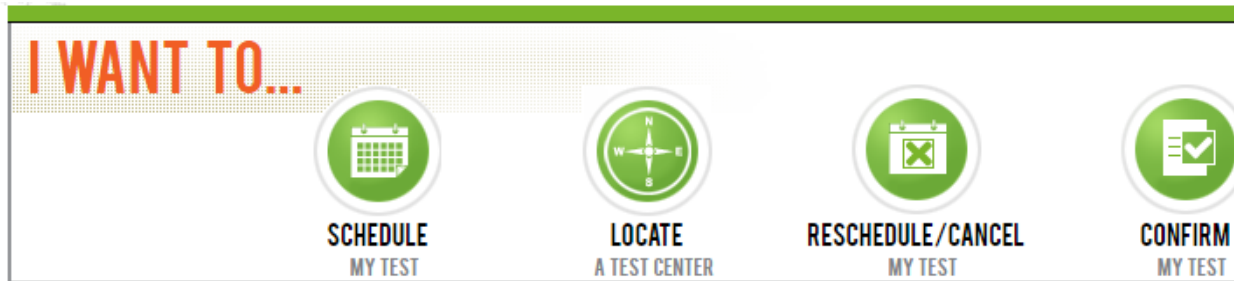 I WANT TO...
N
W E
S
SCHEDULE
MY TEST
LOCATE
A TEST CENTER
RESCHEDULE/CANCEL
MY TEST
CONFIRM
MY TEST